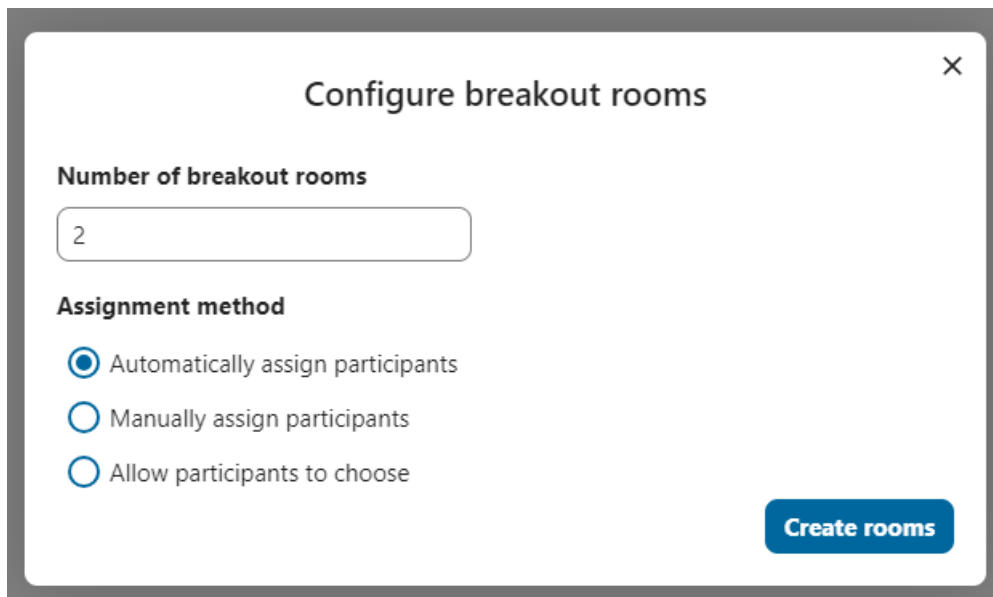 Configure breakout rooms
Number of breakout rooms
2
Assignment method
Automatically assign participants
Manually assign participants
Allow participants to choose
Create rooms